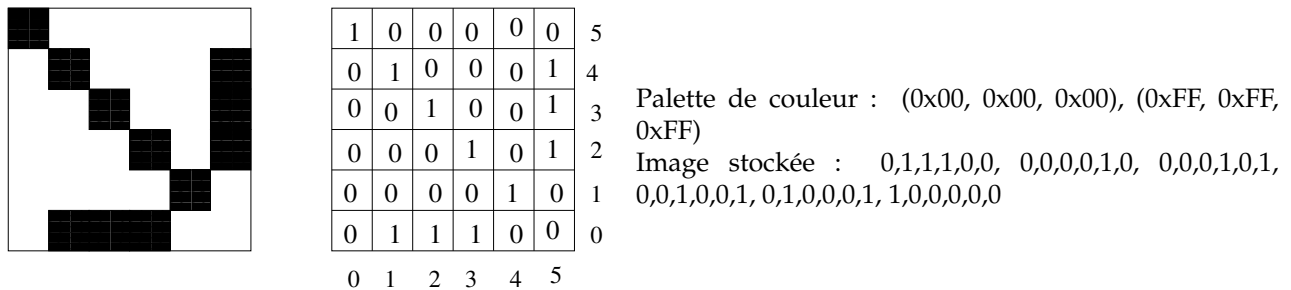 1 0 0 0 0 0 5
0 1 0 0 0 1 4
0 0 1 0 0 1 3
0 0 0 1 0 1 2
0 0 0 0 1 0 1
0 1 1 1 0 0 0
0 1 2 3 4 5
Palette de couleur : (0x00, 0x00, 0x00), (0xFF, 0xFF,
0xFF)
Image stockée : 0,1,1,1,0,0, 0,0,0,0,1,0, 0,0,0,1,0,1,
0,0,1,0,0,1, 0,1,0,0,0,1, 1,0,0,0,0,0